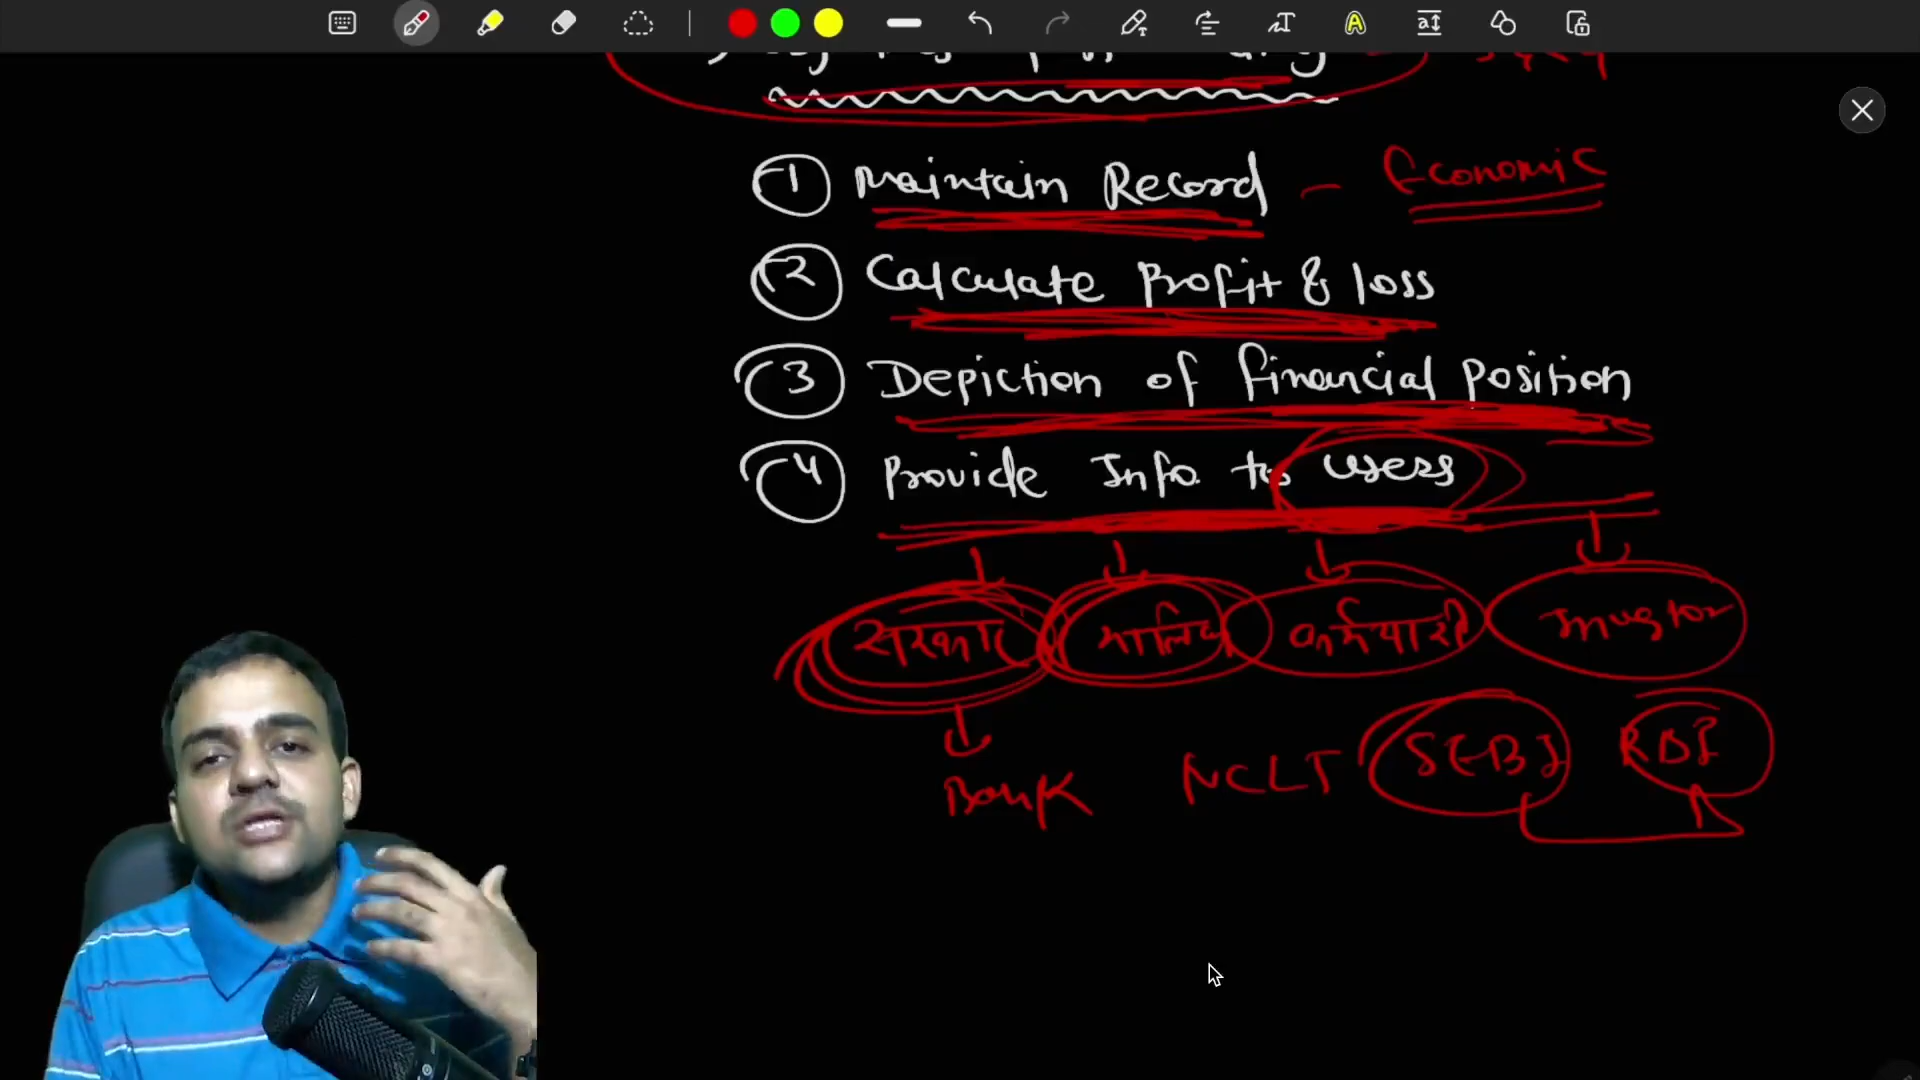 ① Maintain Record - Economic
② Calculate Profit & loss
③ Depiction of financial Position
④ Provide Info. to users
सरकार मालिक कर्मचारी Investor
Bank NCLT SEBI RBI